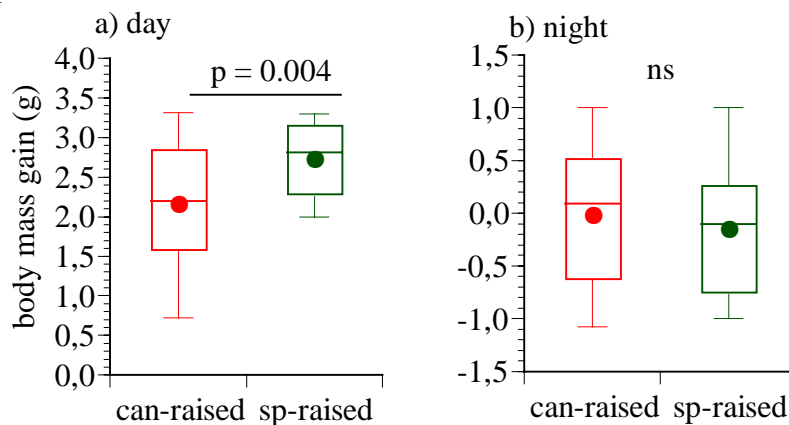 a) day
p = 0.004
body mass gain (g)
4,0
3,5
3,0
2,5
2,0
1,5
1,0
0,5
0,0
can-raised sp-raised
b) night
ns
1,5
1,0
0,5
0,0
-0,5
-1,0
-1,5
can-raised sp-raised